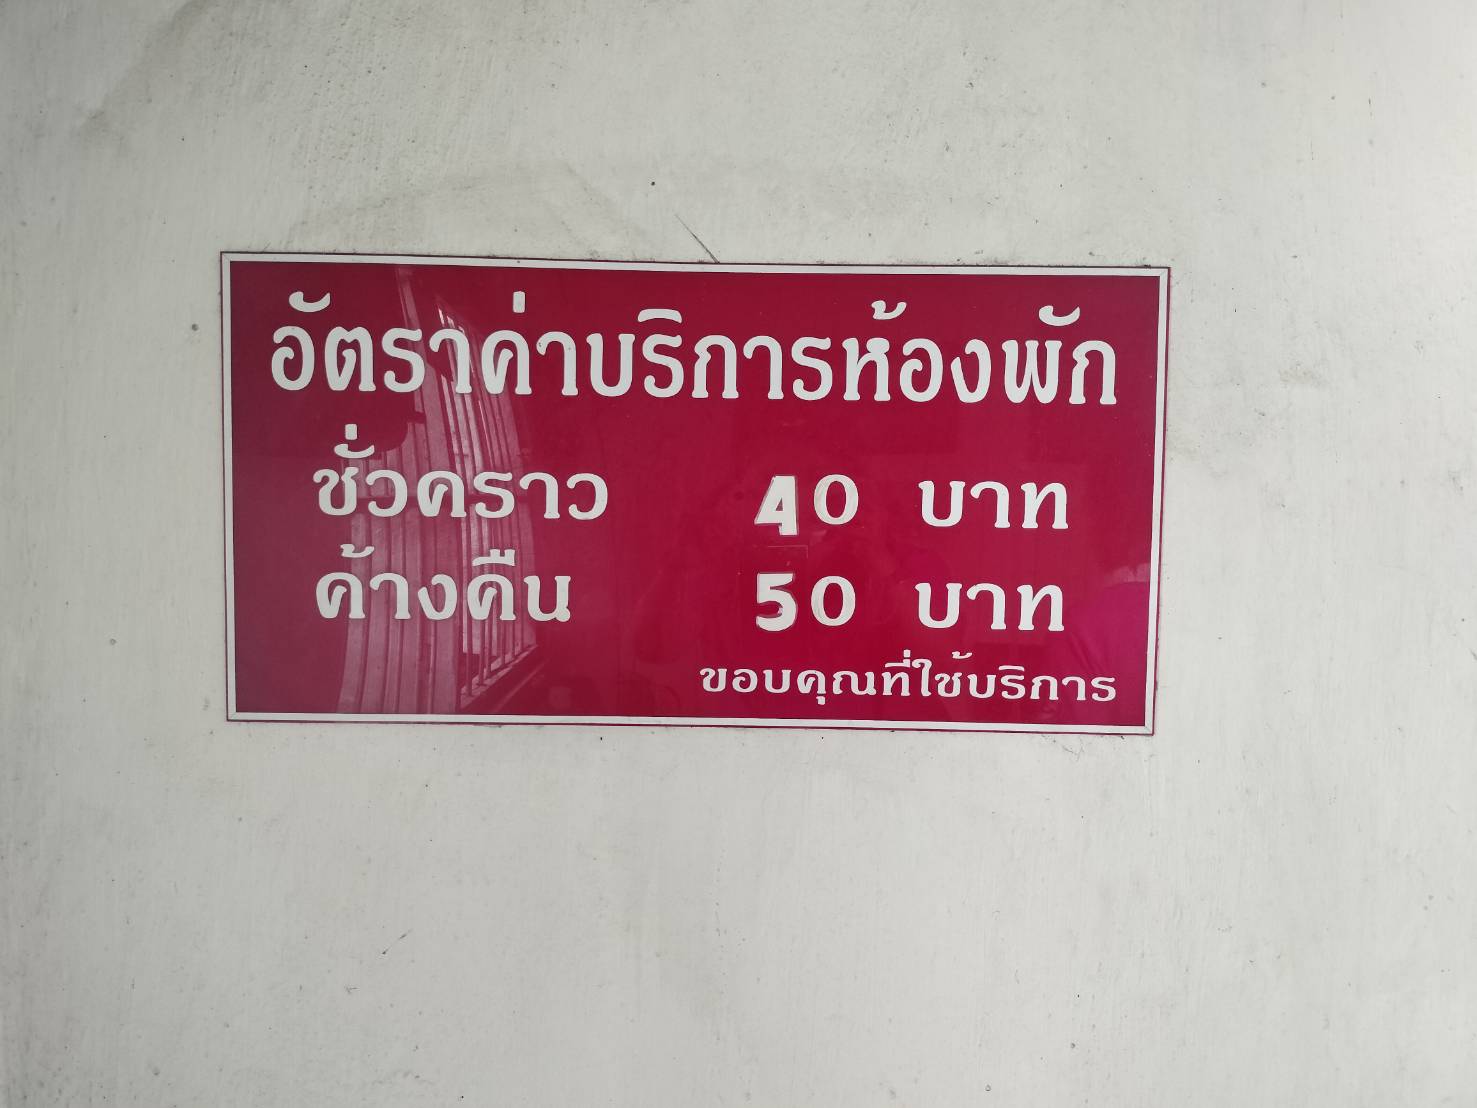 อัตราค่าบริการห้องพัก
ชั่วคราว 40 บาท
ค้างคืน 50 บาท
ขอบคุณที่ใช้บริการ